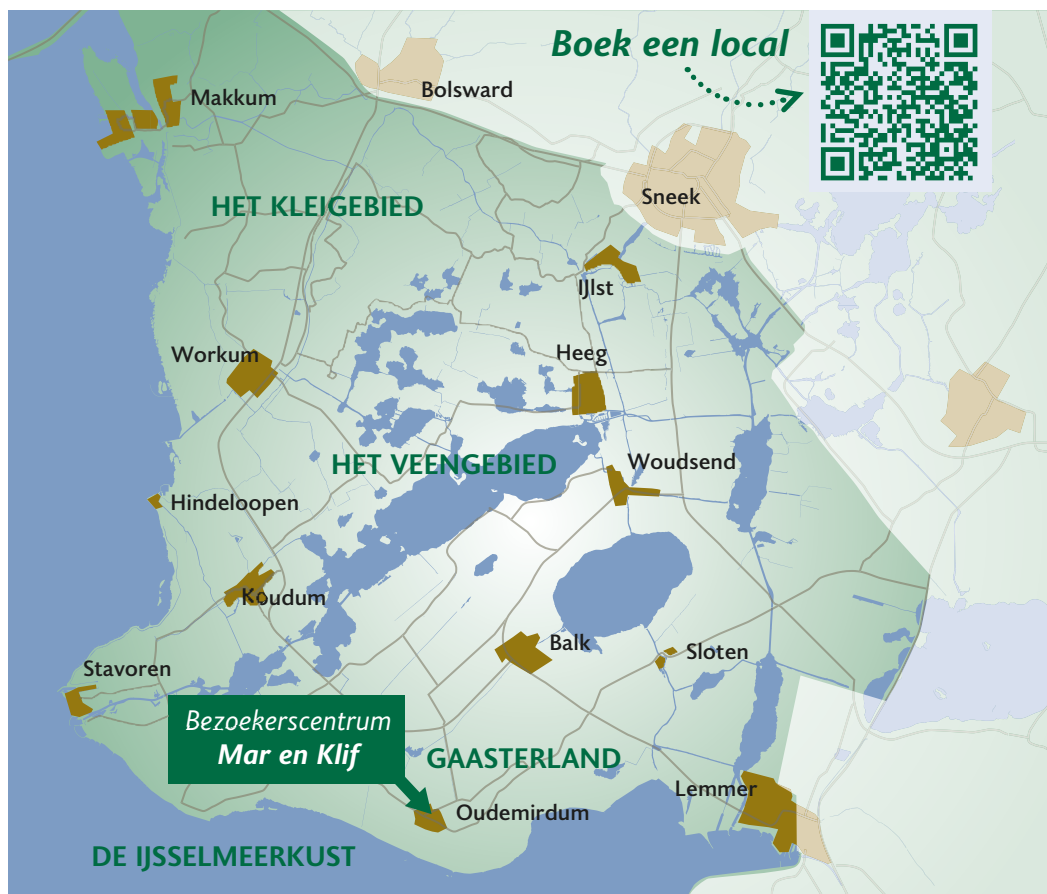 Boek een local
Bolsward
Makkum
Sneek
HET KLEIGEBIED
IJlst
Workum
Heeg
HET VEENGEBIED
Woudsend
Hindeloopen
Koudum
Balk
Sloten
Stavoren
Bezoekerscentrum
Mar en Klif
GAASTERLAND
Lemmer
Oudemirdum
DE IJSSELMEERKUST